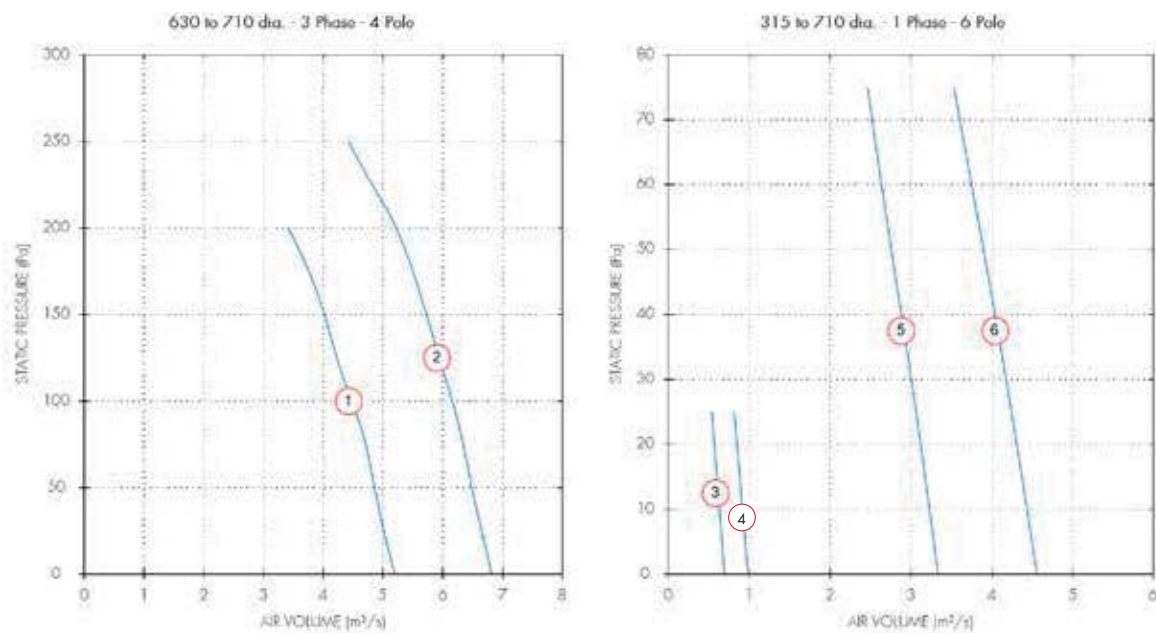 630 to 710 dia. - 3 Phase - 4 Pole
300
250
200
150
100
50
0
STATIC PRESSURE (Pa)
1
2
0 1 2 3 4 5 6 7 8
AIR VOLUME (m³/s)
315 to 710 dia. - 1 Phase - 6 Pole
80
70
60
50
40
30
20
10
0
STATIC PRESSURE (Pa)
5
6
3
4
0 1 2 3 4 5 6
AIR VOLUME (m³/s)